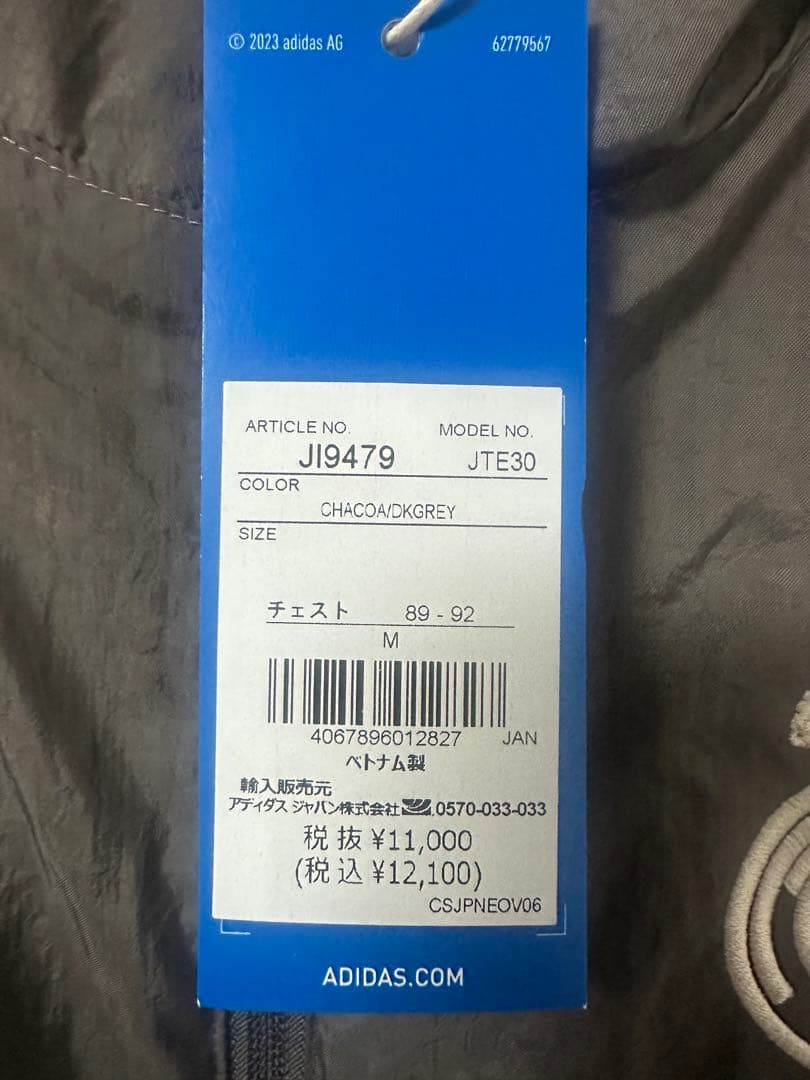 © 2023 adidas AG 62779567
ARTICLE NO. MODEL NO.
JI9479 JTE30
COLOR
CHACOA/DKGREY
SIZE
チェスト 89 - 92
M
4067896012827 JAN
ベトナム製
輸入販売元
アディダス ジャパン株式会社 0570-033-033
税抜 ¥11,000
(税込 ¥12,100)
CSJPNEOV06
ADIDAS.COM